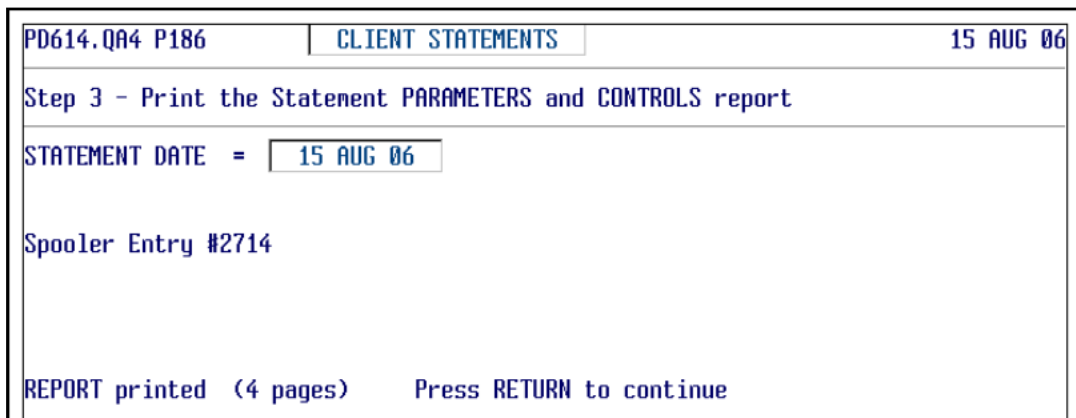 PD614.QA4 P186 CLIENT STATEMENTS 15 AUG 06
Step 3 - Print the Statement PARAMETERS and CONTROLS report
STATEMENT DATE = 15 AUG 06
Spooler Entry #2714
REPORT printed (4 pages) Press RETURN to continue